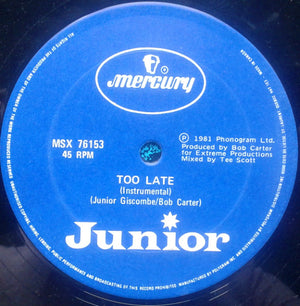 mercury
MSX 76153
45 RPM
℗ 1981 Phonogram Ltd.
Produced by Bob Carter
for Extreme Productions
Mixed by Tee Scott
TOO LATE
(Instrumental)
(Junior Giscombe/Bob Carter)
Junior